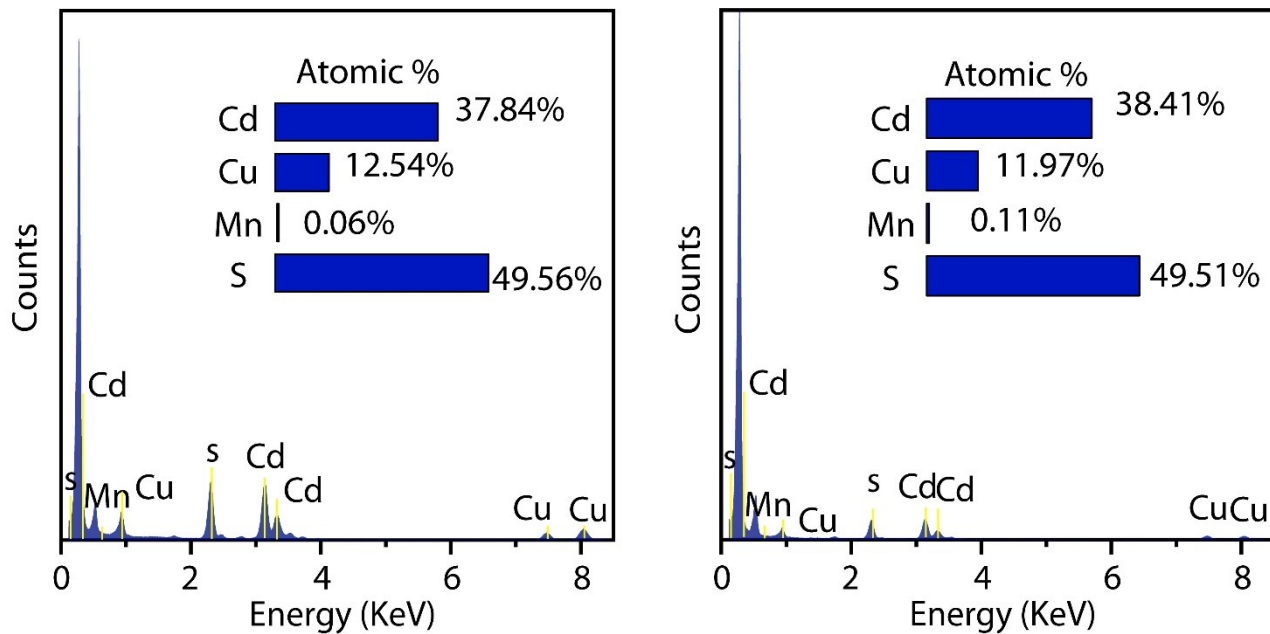 Atomic %
Cd 37.84%
Cu 12.54%
Mn 0.06%
S 49.56%
Counts
Cd
s
Mn
Cu
s
Cd
Cd
Cu
Cu
0 2 4 6 8
Energy (KeV)
Atomic %
Cd 38.41%
Cu 11.97%
Mn 0.11%
S 49.51%
Counts
Cd
s
Mn
Cu
s
Cd
Cd
Cu
Cu
0 2 4 6 8
Energy (KeV)